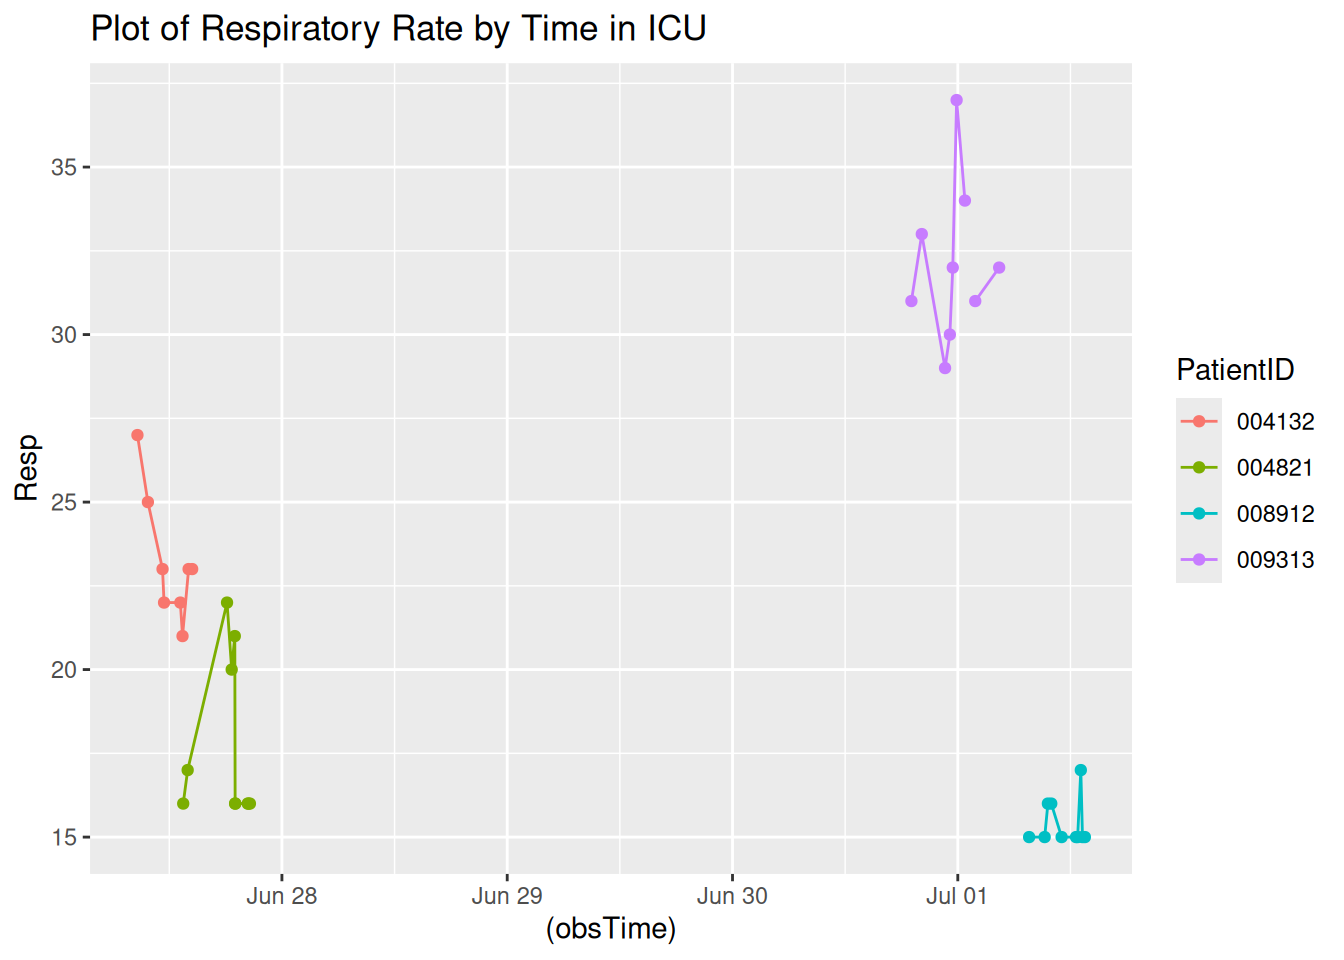 Plot of Respiratory Rate by Time in ICU
35
30
25
20
15
Resp
Jun 28 Jun 29 Jun 30 Jul 01
(obsTime)
PatientID
004132
004821
008912
009313